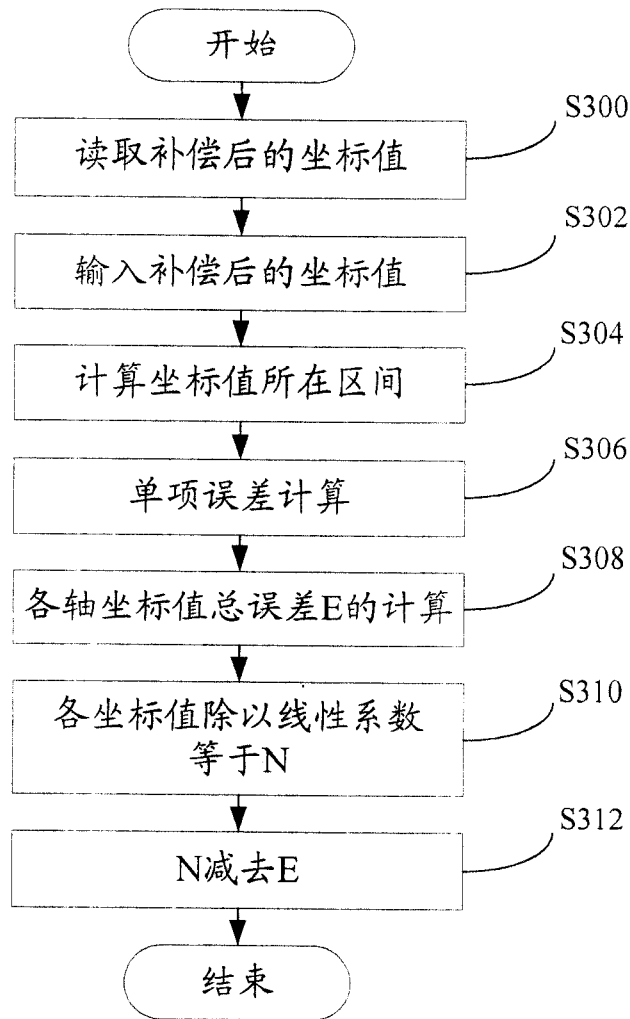 开始
S300
读取补偿后的坐标值
S302
输入补偿后的坐标值
S304
计算坐标值所在区间
S306
单项误差计算
S308
各轴坐标值总误差E的计算
S310
各坐标值除以线性系数
等于N
S312
N减去E
结束